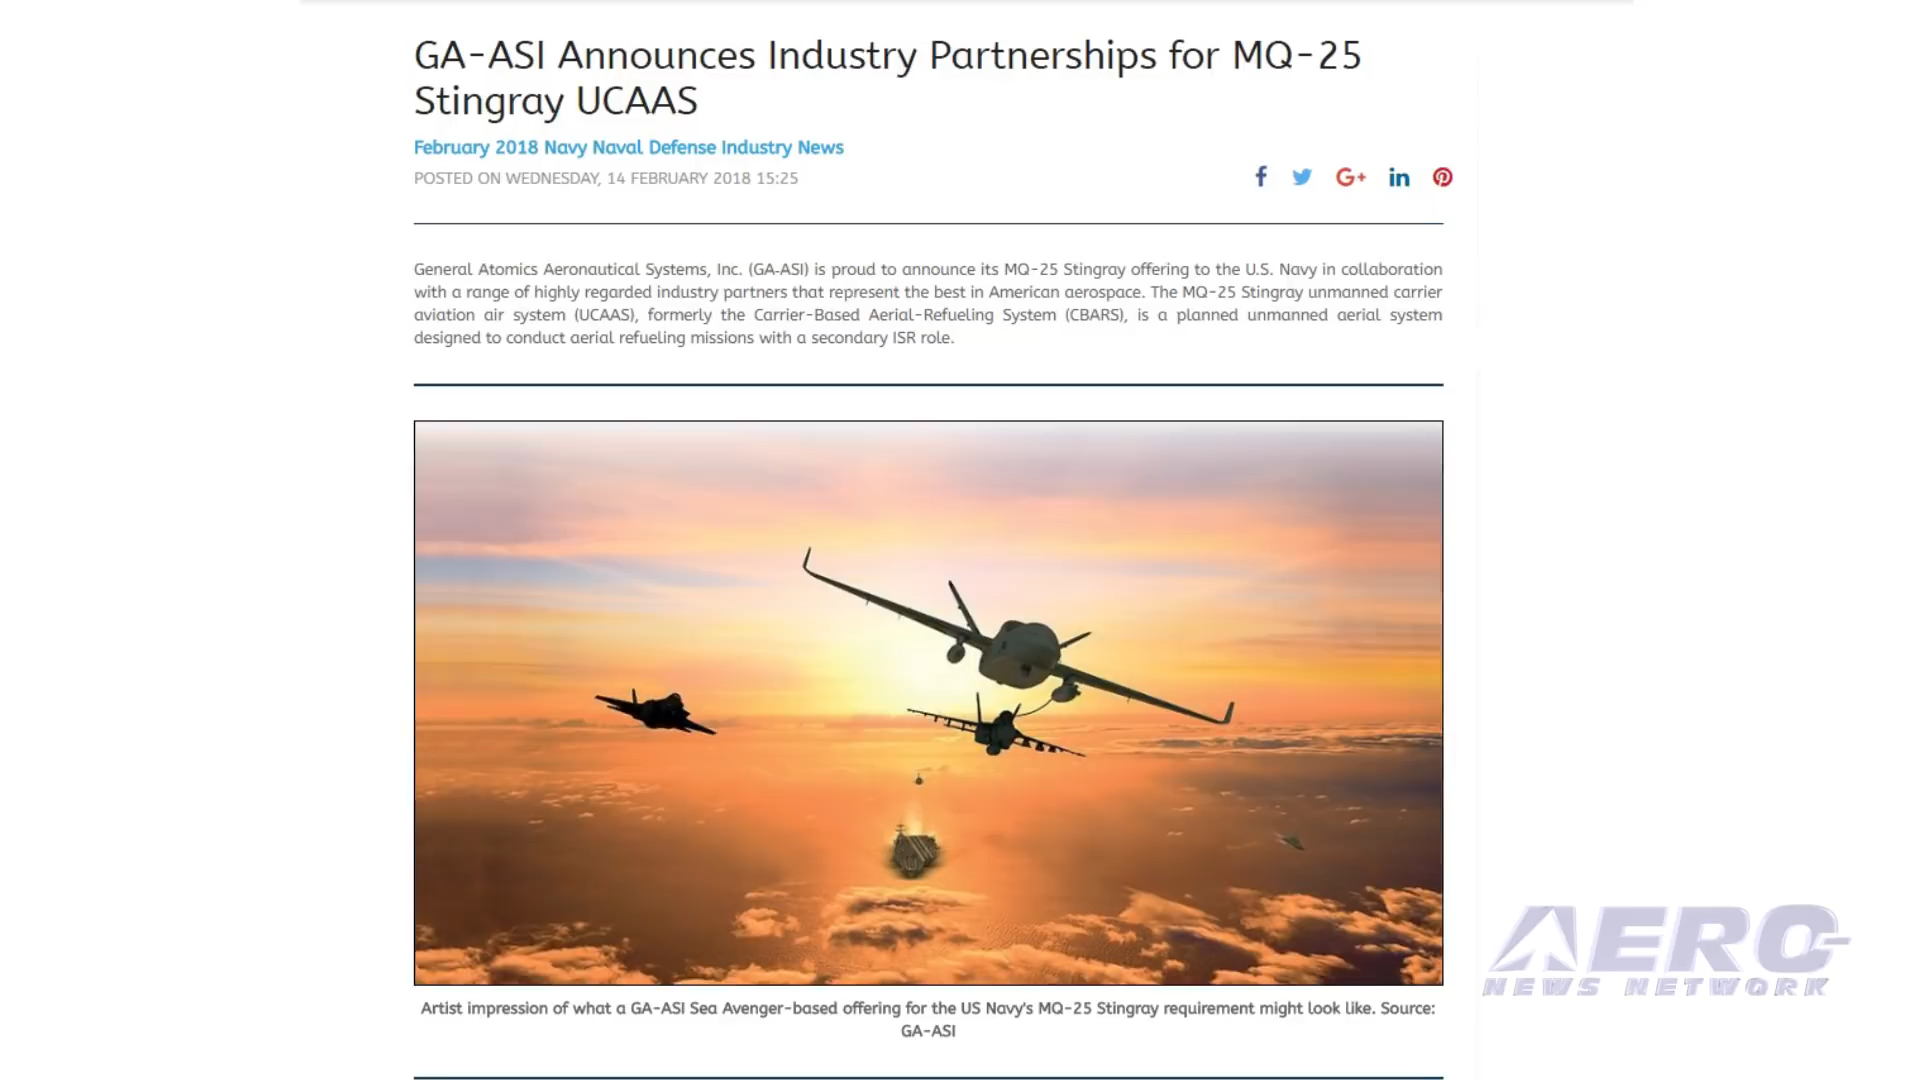 GA-ASI Announces Industry Partnerships for MQ-25
Stingray UCAAS
February 2018 Navy Naval Defense Industry News
POSTED ON WEDNESDAY, 14 FEBRUARY 2018 15:25
f G+ in
General Atomics Aeronautical Systems, Inc. (GA-ASI) is proud to announce its MQ-25 Stingray offering to the U.S. Navy in collaboration
with a range of highly regarded industry partners that represent the best in American aerospace. The MQ-25 Stingray unmanned carrier
aviation air system (UCAAS), formerly the Carrier-Based Aerial-Refueling System (CBARS), is a planned unmanned aerial system
designed to conduct aerial refueling missions with a secondary ISR role.
Artist impression of what a GA-ASI Sea Avenger-based offering for the US Navy's MQ-25 Stingray requirement might look like. Source:
GA-ASI
AERO-
NEWS NETWORK